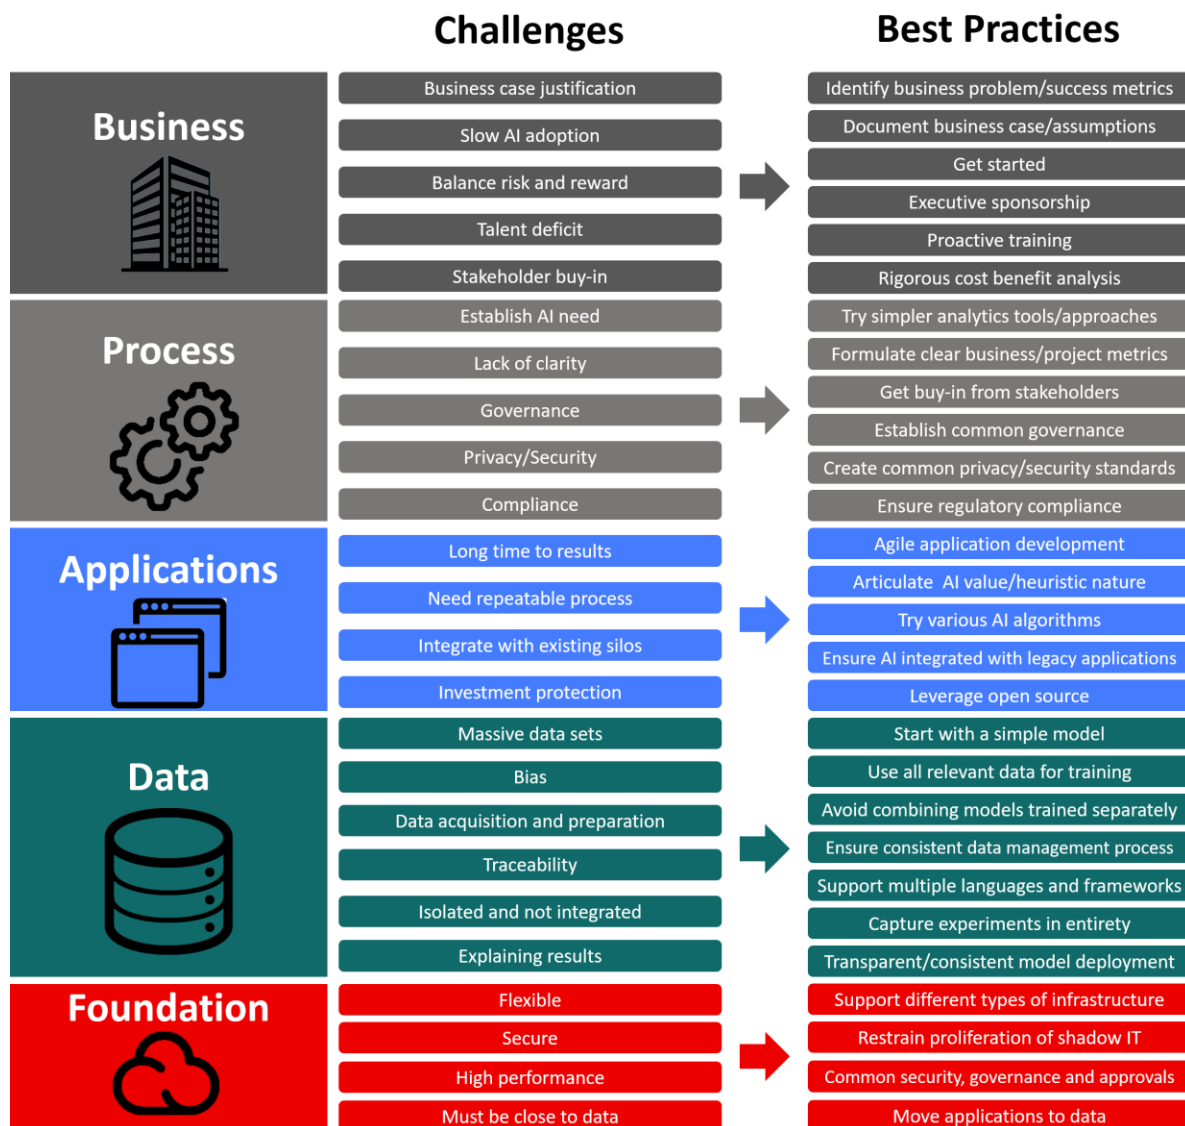 Challenges
Best Practices
Business
Business case justification
Slow AI adoption
Balance risk and reward
Talent deficit
Stakeholder buy-in
Identify business problem/success metrics
Document business case/assumptions
Get started
Executive sponsorship
Proactive training
Rigorous cost benefit analysis
Process
Establish AI need
Lack of clarity
Governance
Privacy/Security
Compliance
Try simpler analytics tools/approaches
Formulate clear business/project metrics
Get buy-in from stakeholders
Establish common governance
Create common privacy/security standards
Ensure regulatory compliance
Applications
Long time to results
Need repeatable process
Integrate with existing silos
Investment protection
Agile application development
Articulate AI value/heuristic nature
Try various AI algorithms
Ensure AI integrated with legacy applications
Leverage open source
Data
Massive data sets
Bias
Data acquisition and preparation
Traceability
Isolated and not integrated
Explaining results
Start with a simple model
Use all relevant data for training
Avoid combining models trained separately
Ensure consistent data management process
Support multiple languages and frameworks
Capture experiments in entirety
Transparent/consistent model deployment
Foundation
Flexible
Secure
High performance
Must be close to data
Support different types of infrastructure
Restrain proliferation of shadow IT
Common security, governance and approvals
Move applications to data